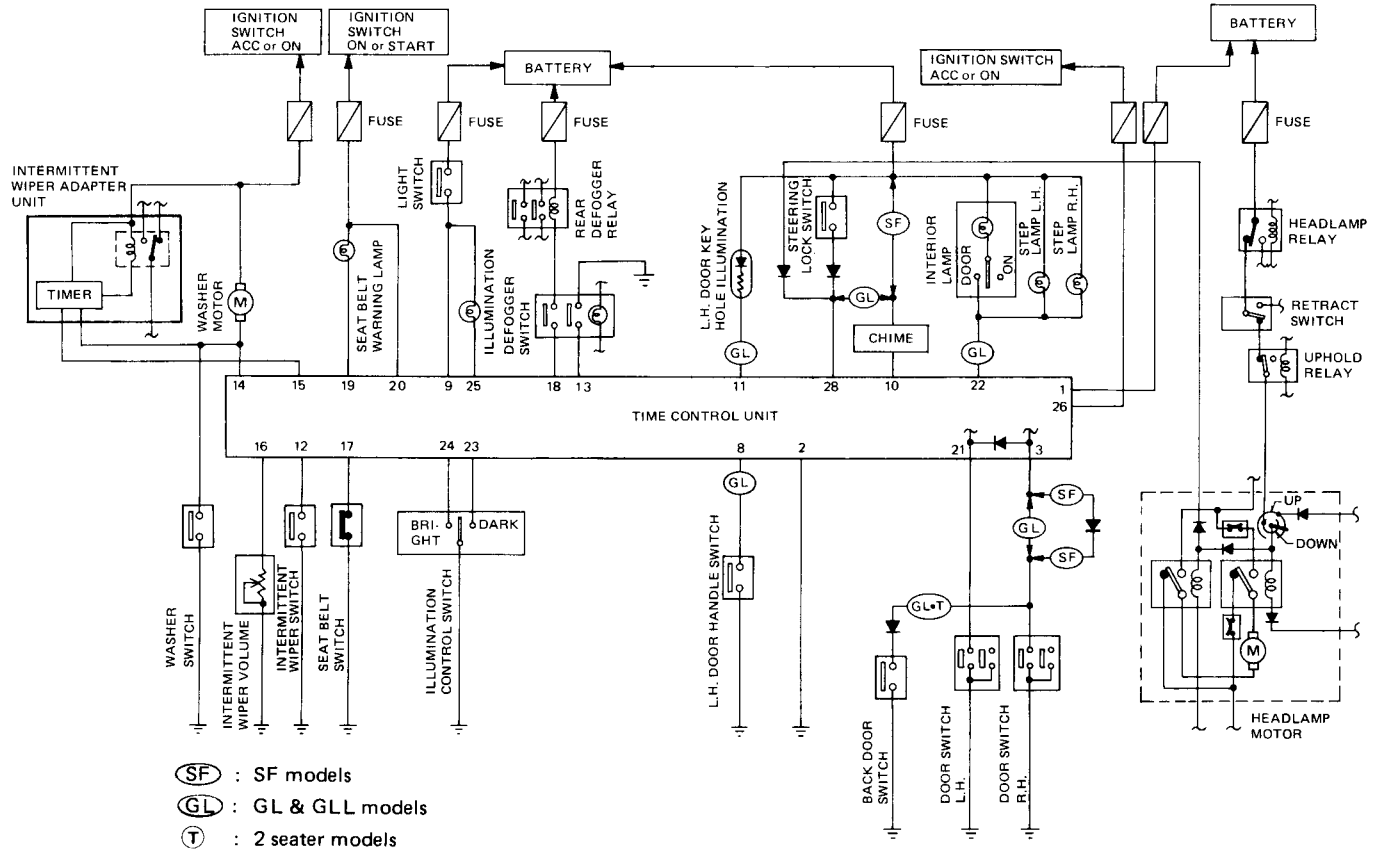 IGNITION
SWITCH
ACC or ON
IGNITION
SWITCH
ON or START
BATTERY
IGNITION SWITCH
ACC or ON
BATTERY
FUSE
FUSE
FUSE
FUSE
FUSE
INTERMITTENT
WIPER ADAPTER
UNIT
TIMER
WASHER
MOTOR
M
SEAT BELT
WARNING LAMP
LIGHT
SWITCH
ILLUMINATION
REAR
DEFOGGER
RELAY
DEFOGGER
SWITCH
L.H. DOOR KEY
HOLE ILLUMINATION
STEERING
LOCK SWITCH
SF
GL
CHIME
INTERIOR
LAMP
DOOR
ON
STEP
LAMP L.H.
STEP
LAMP R.H.
GL
GL
HEADLAMP
RELAY
RETRACT
SWITCH
UPHOLD
RELAY
14
15
19
20
9
25
18
13
11
28
10
22
1
26
TIME CONTROL UNIT
16
12
17
24
23
8
2
21
3
GL
SF
GL
SF
GL•T
BRI-
GHT
DARK
UP
DOWN
M
WASHER
SWITCH
INTERMITTENT
WIPER VOLUME
INTERMITTENT
WIPER SWITCH
SEAT BELT
SWITCH
ILLUMINATION
CONTROL SWITCH
L.H. DOOR HANDLE SWITCH
BACK DOOR
SWITCH
DOOR SWITCH
L.H.
DOOR SWITCH
R.H.
HEADLAMP
MOTOR
SF : SF models
GL : GL & GLL models
T : 2 seater models